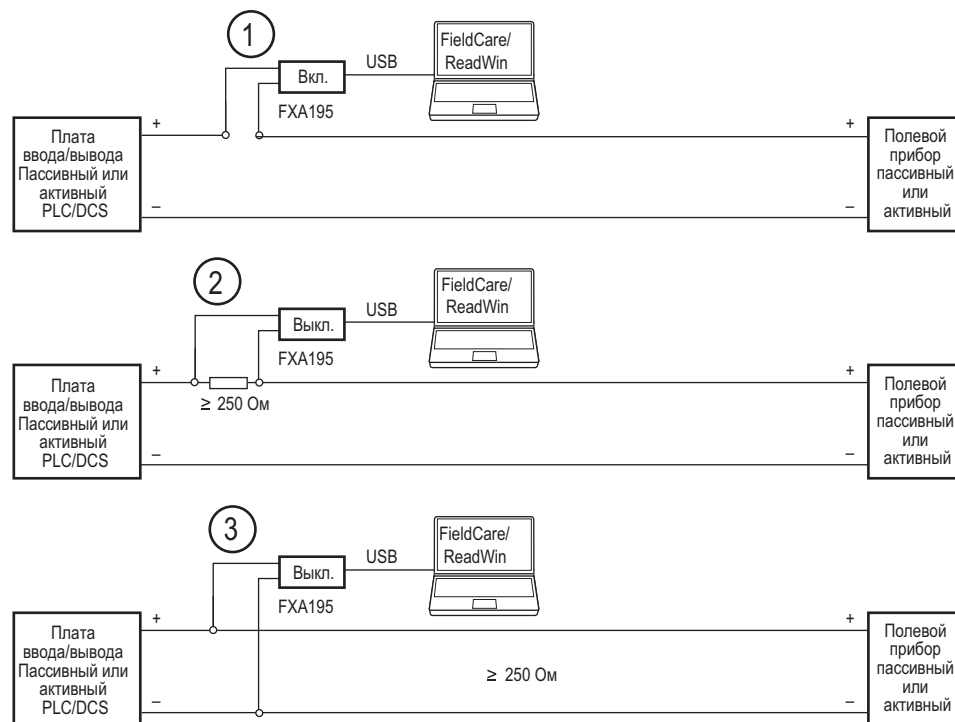 1
FieldCare/
ReadWin
USB
Вкл.
FXA195
+
+
Плата
ввода/вывода
Пассивный или
активный
PLC/DCS
Полевой
прибор
пассивный
или
активный
–
–
2
FieldCare/
ReadWin
USB
Выкл.
FXA195
+
+
≥ 250 Ом
Плата
ввода/вывода
Пассивный или
активный
PLC/DCS
Полевой
прибор
пассивный
или
активный
–
–
3
FieldCare/
ReadWin
USB
Выкл.
FXA195
+
+
Плата
ввода/вывода
Пассивный или
активный
PLC/DCS
≥ 250 Ом
Полевой
прибор
пассивный
или
активный
–
–